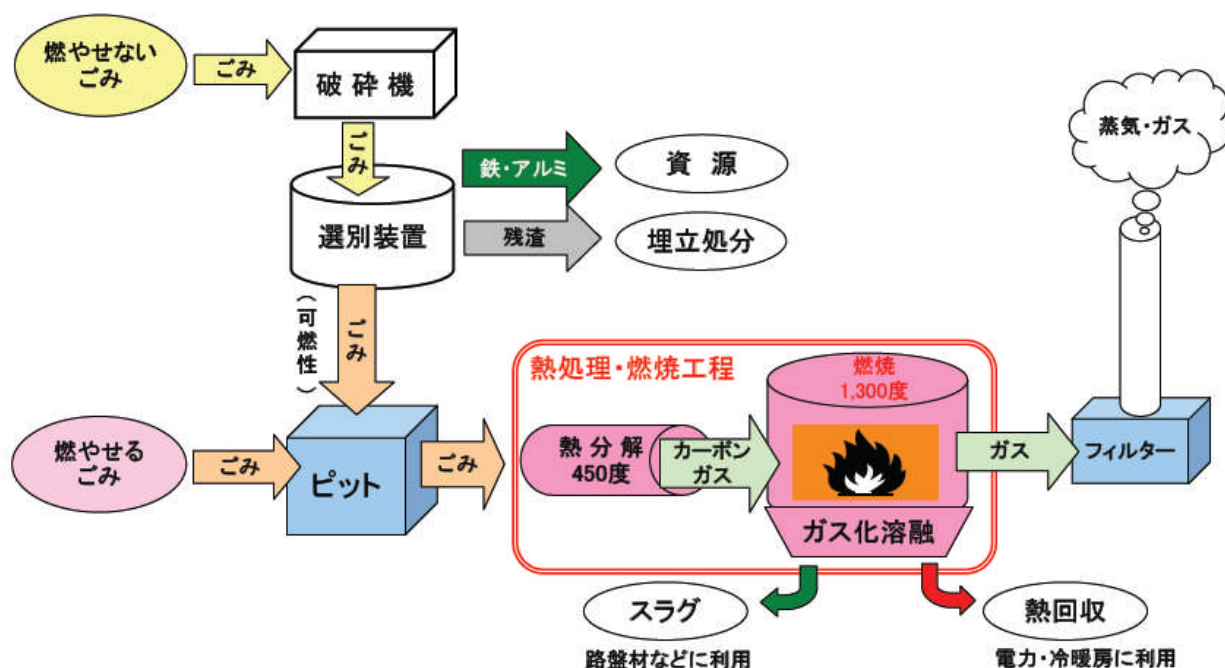 燃やせない
ごみ
ごみ
破砕機
ごみ
鉄・アルミ
資源
選別装置
残渣
埋立処分
蒸気・ガス
(可燃性)
ごみ
熱処理・燃焼工程
燃焼
1,300度
燃やせる
ごみ
ごみ
ピット
ごみ
熱分解
450度
カーボン
ガス
ガス
フィルター
ガス化溶融
スラグ
路盤材などに利用
熱回収
電力・冷暖房に利用